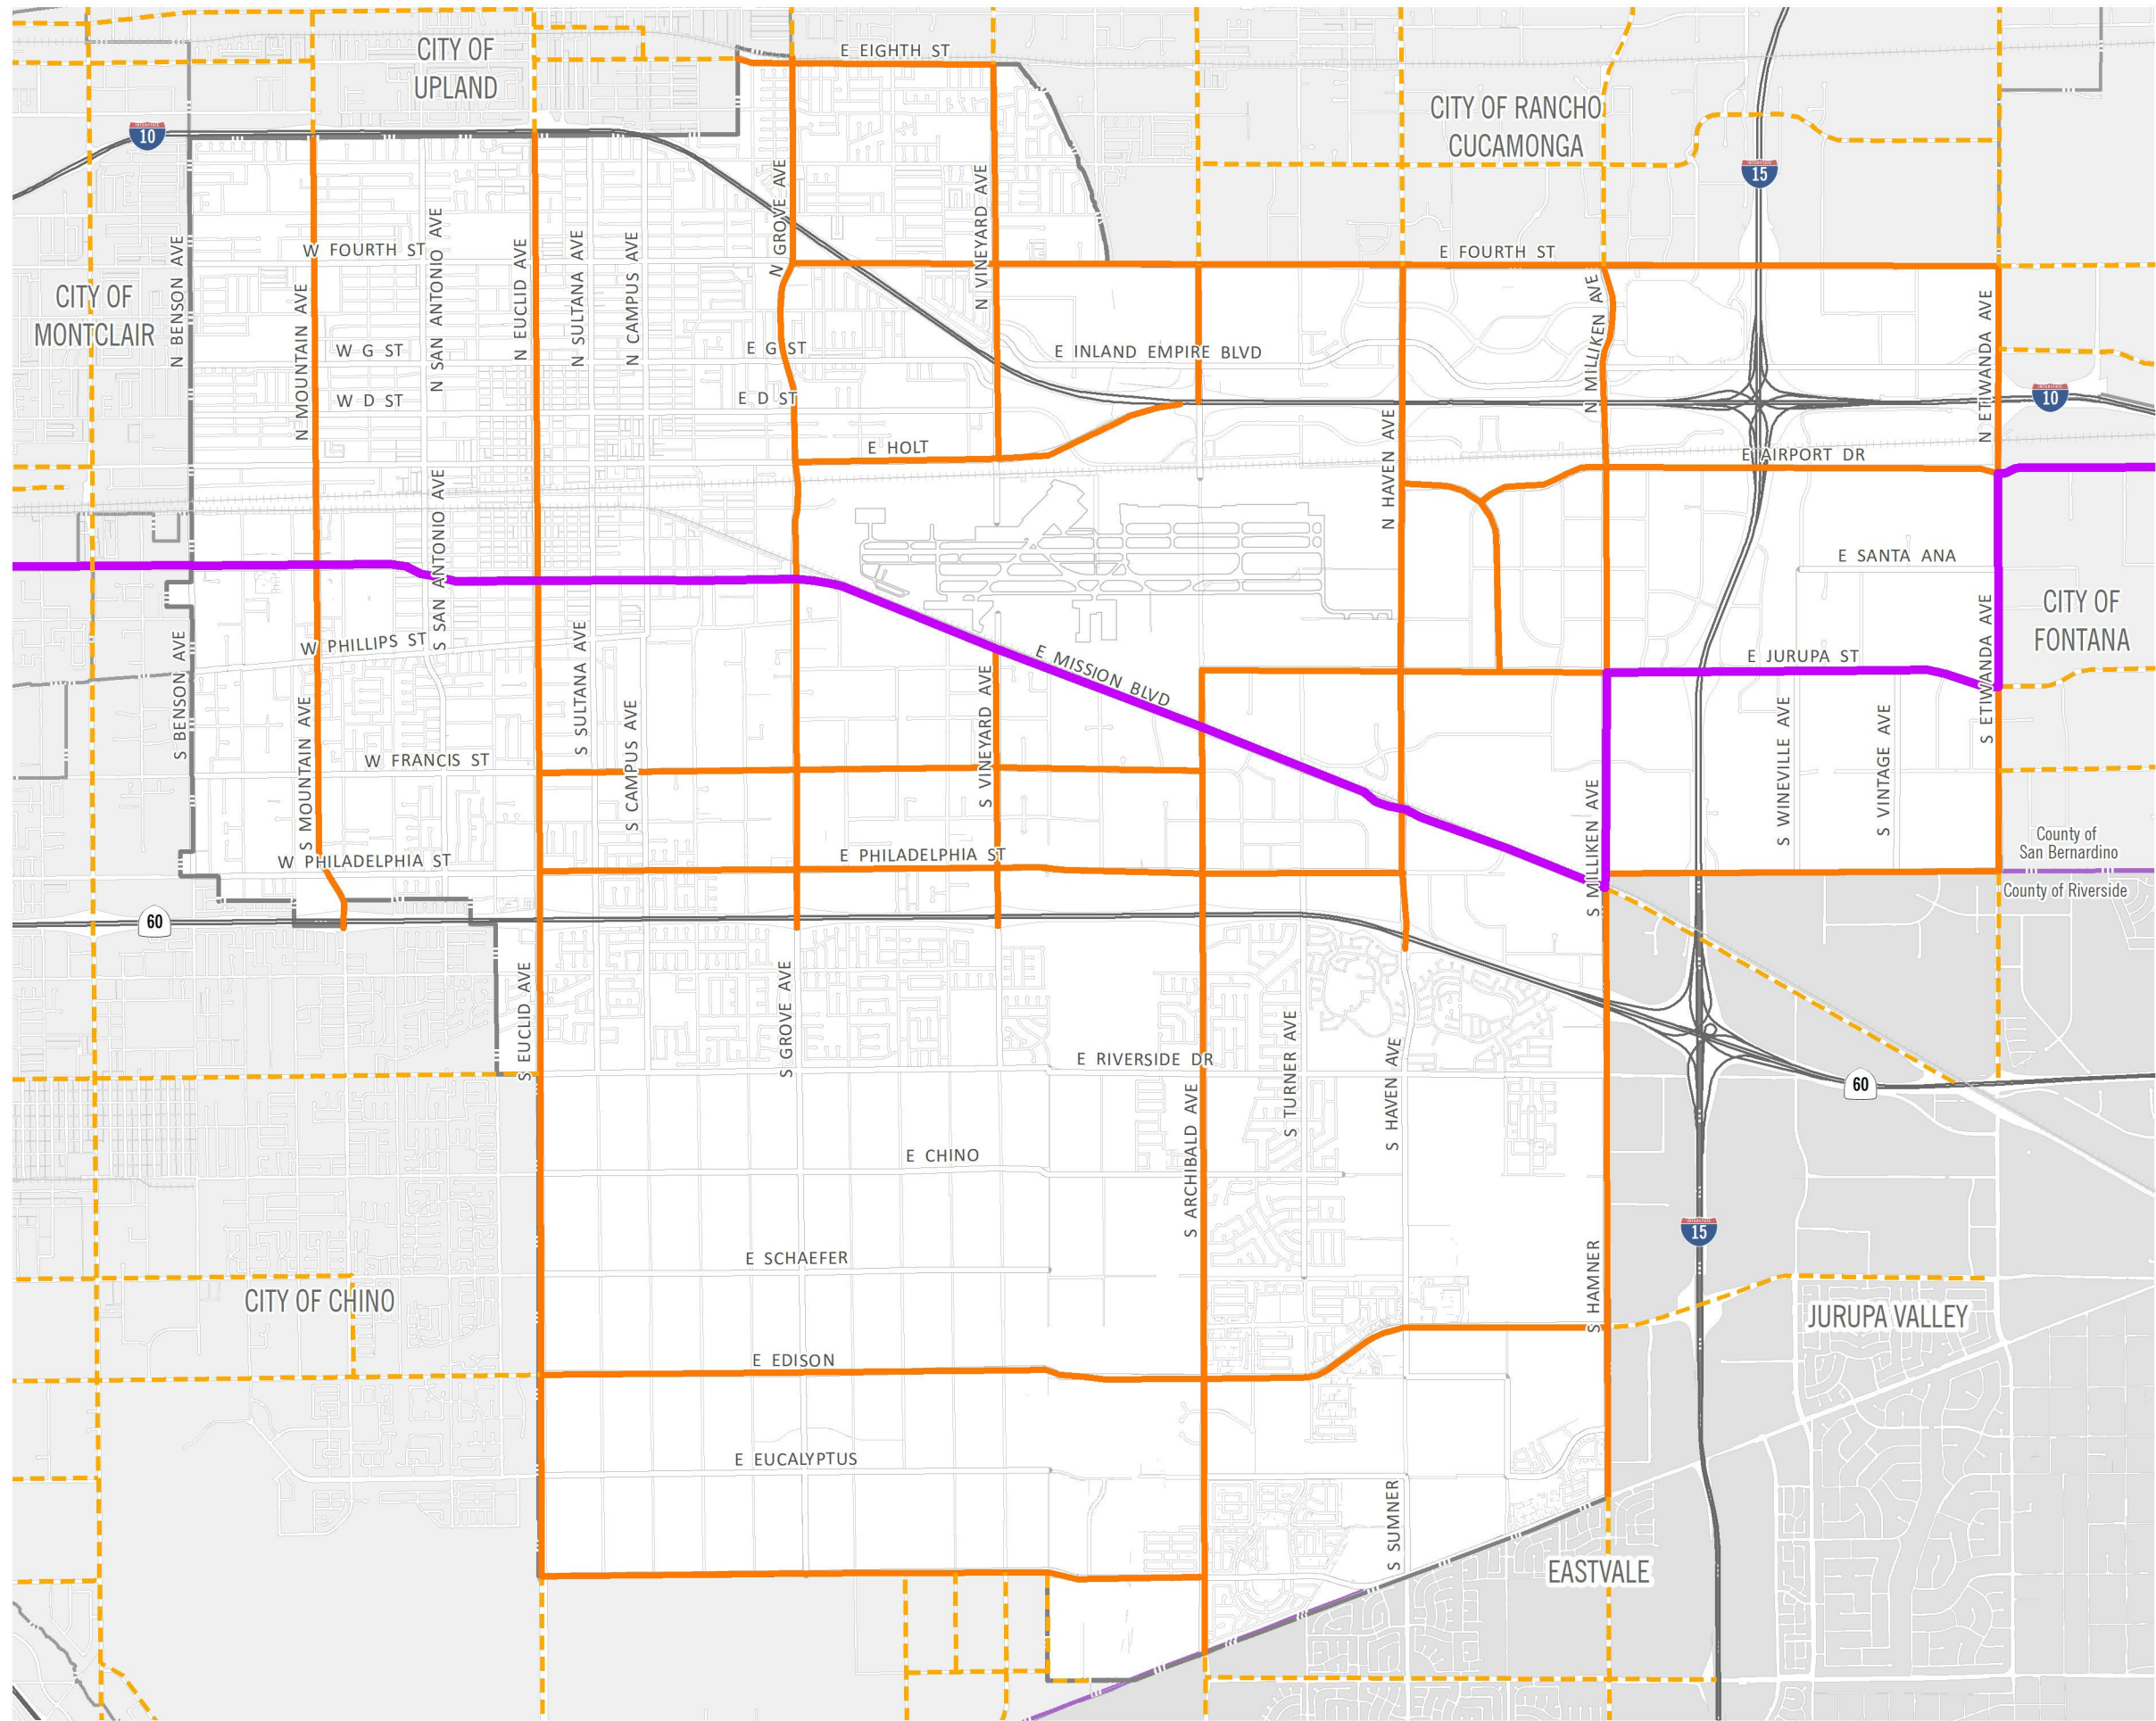 CITY OF
UPLAND
E EIGHTH ST
CITY OF RANCHO
CUCAMONGA
INTERSTATE
10
INTERSTATE
15
N GROVE AVE
N VINEYARD AVE
W FOURTH ST
E FOURTH ST
CITY OF
MONTCLAIR
N BENSON AVE
N MOUNTAIN AVE
N SAN ANTONIO AVE
N EUCLID AVE
N SULTANA AVE
N CAMPUS AVE
N MILLIKEN AVE
N ETIWANDA AVE
W G ST
E G ST
E INLAND EMPIRE BLVD
W D ST
E D ST
INTERSTATE
10
E HOLT
N HAVEN AVE
E AIRPORT DR
S SAN ANTONIO AVE
E SANTA ANA
CITY OF
FONTANA
S BENSON AVE
W PHILLIPS ST
S SULTANA AVE
E MISSION BLVD
E JURUPA ST
S ETIWANDA AVE
S MOUNTAIN AVE
S CAMPUS AVE
S VINEYARD AVE
S WINEVILLE AVE
S VINTAGE AVE
W FRANCIS ST
S MILLIKEN AVE
W PHILADELPHIA ST
E PHILADELPHIA ST
County of
San Bernardino
County of Riverside
60
S EUCLID AVE
S GROVE AVE
E RIVERSIDE DR
S TURNER AVE
S HAVEN AVE
60
S ARCHIBALD AVE
E CHINO
INTERSTATE
15
E SCHAEFER
S HAMNER
CITY OF CHINO
JURUPA VALLEY
E EDISON
E EUCALYPTUS
S SUMNER
EASTVALE